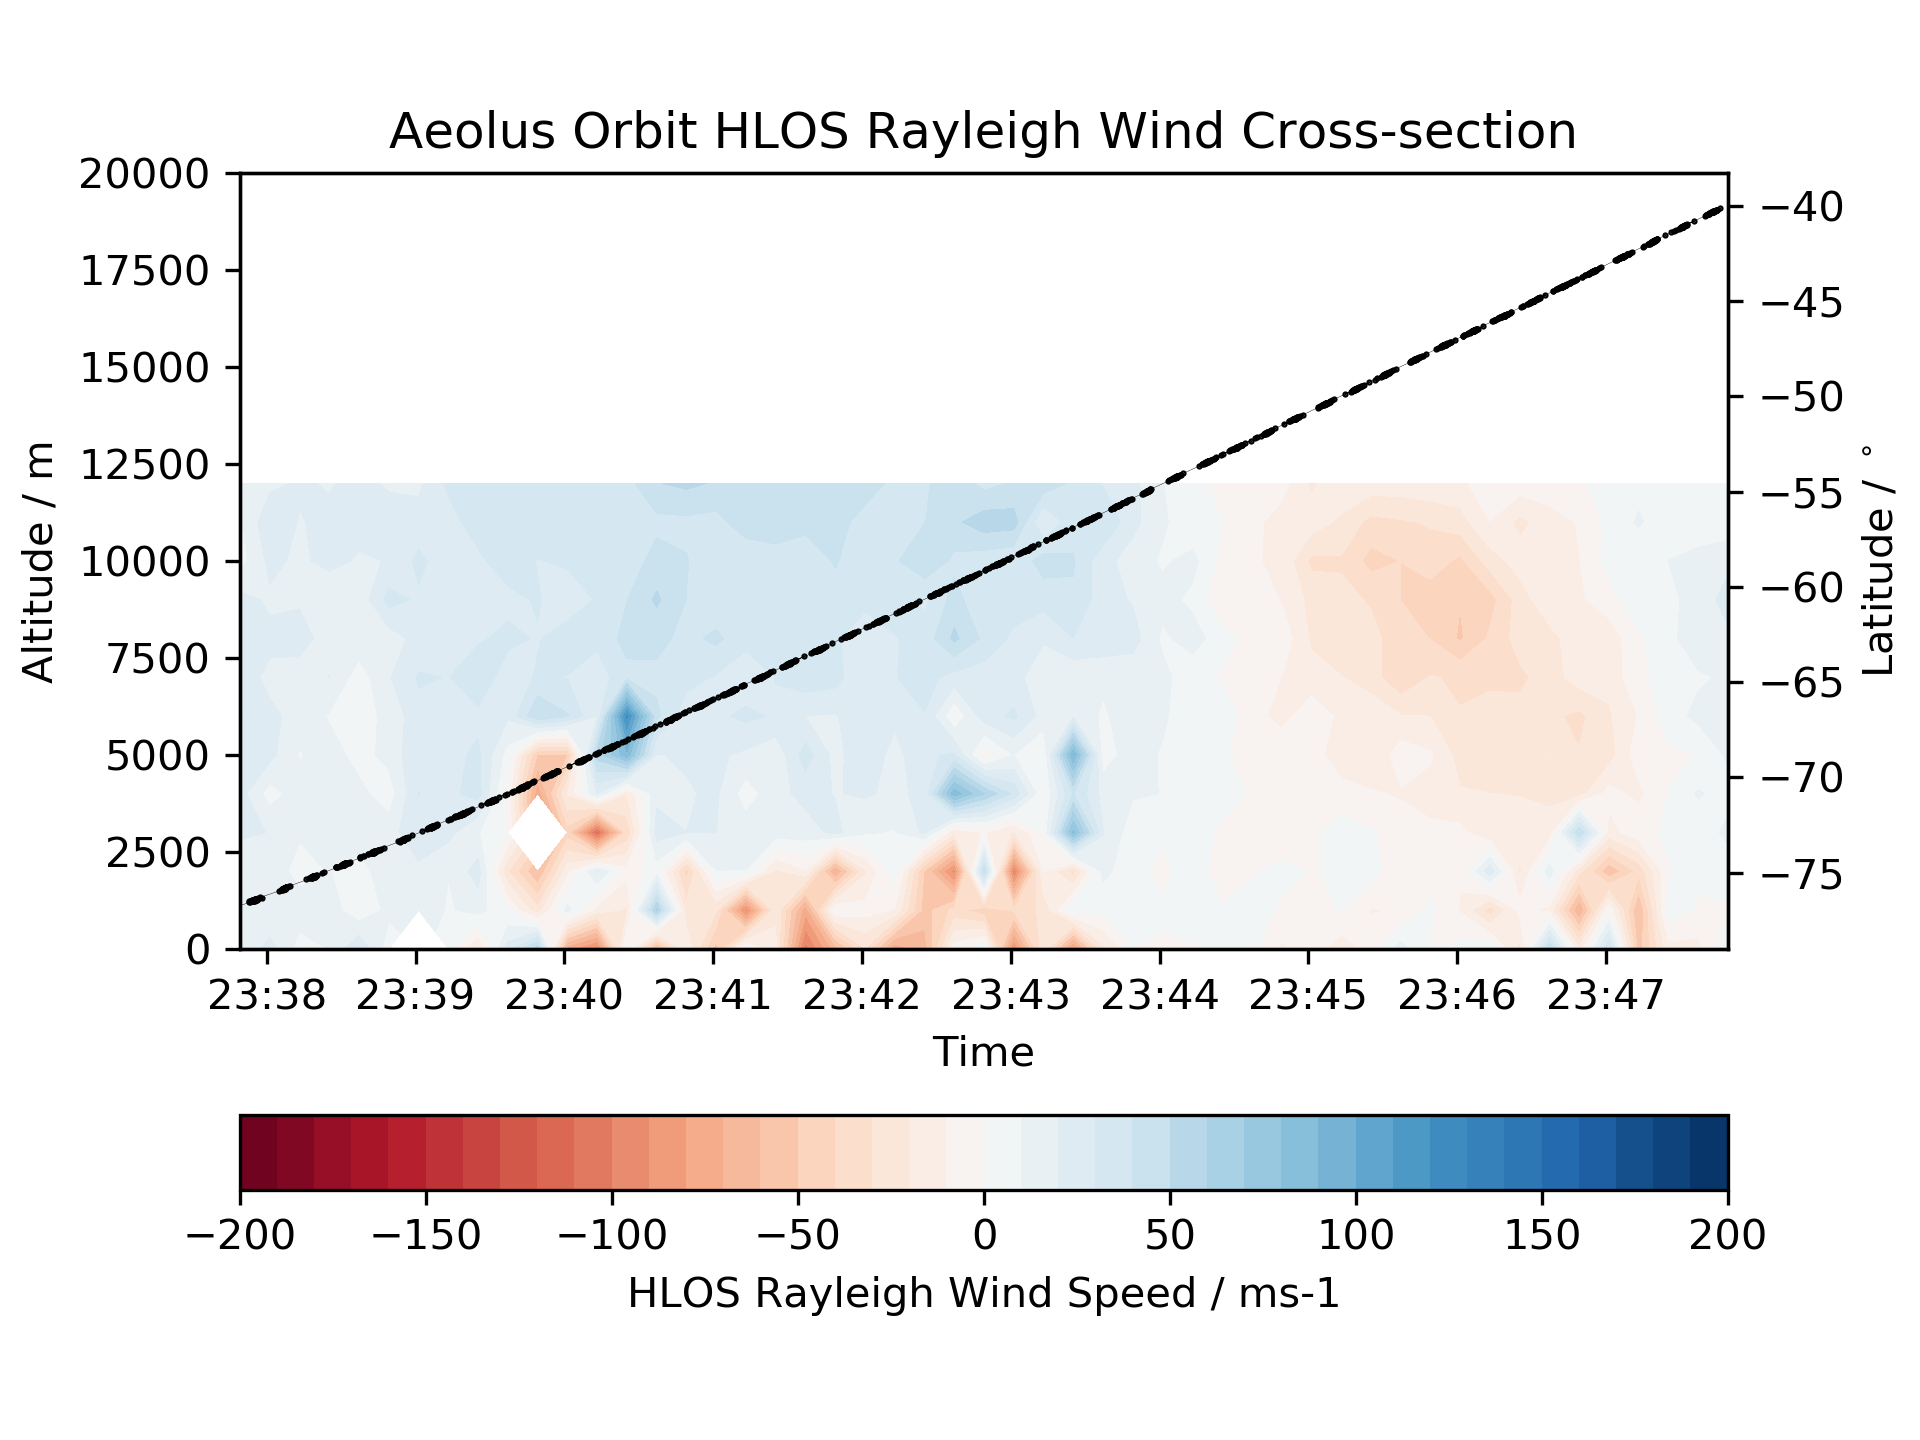 Aeolus Orbit HLOS Rayleigh Wind Cross-section
20000
17500
15000
12500
10000
7500
5000
2500
0
Altitude / m
−40
−45
−50
−55
−60
−65
−70
−75
Latitude / °
23:38 23:39 23:40 23:41 23:42 23:43 23:44 23:45 23:46 23:47
Time
−200 −150 −100 −50 0 50 100 150 200
HLOS Rayleigh Wind Speed / ms-1